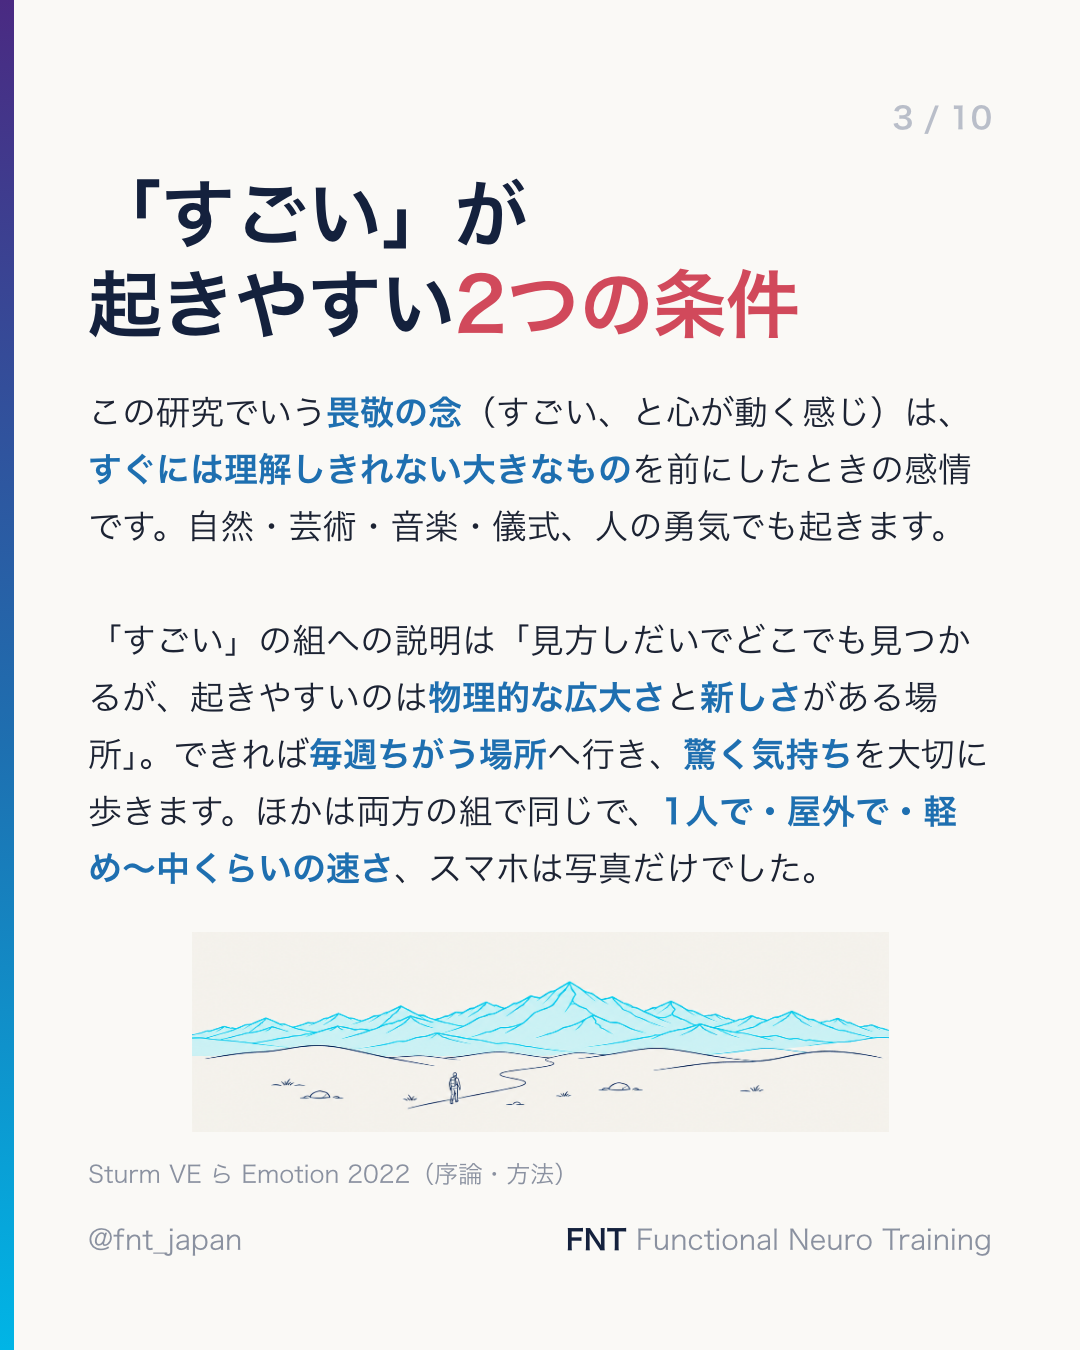 3 / 10
「すごい」が
起きやすい2つの条件
この研究でいう畏敬の念（すごい、と心が動く感じ）は、
すぐには理解しきれない大きなものを前にしたときの感情
です。自然・芸術・音楽・儀式、人の勇気でも起きます。
「すごい」の組への説明は「見方しだいでどこでも見つか
るが、起きやすいのは物理的な広大さと新しさがある場
所」。できれば毎週ちがう場所へ行き、驚く気持ちを大切に
歩きます。ほかは両方の組で同じで、1人で・屋外で・軽
め〜中くらいの速さ、スマホは写真だけでした。
Sturm VE ら Emotion 2022（序論・方法）
@fnt_japan
FNT Functional Neuro Training